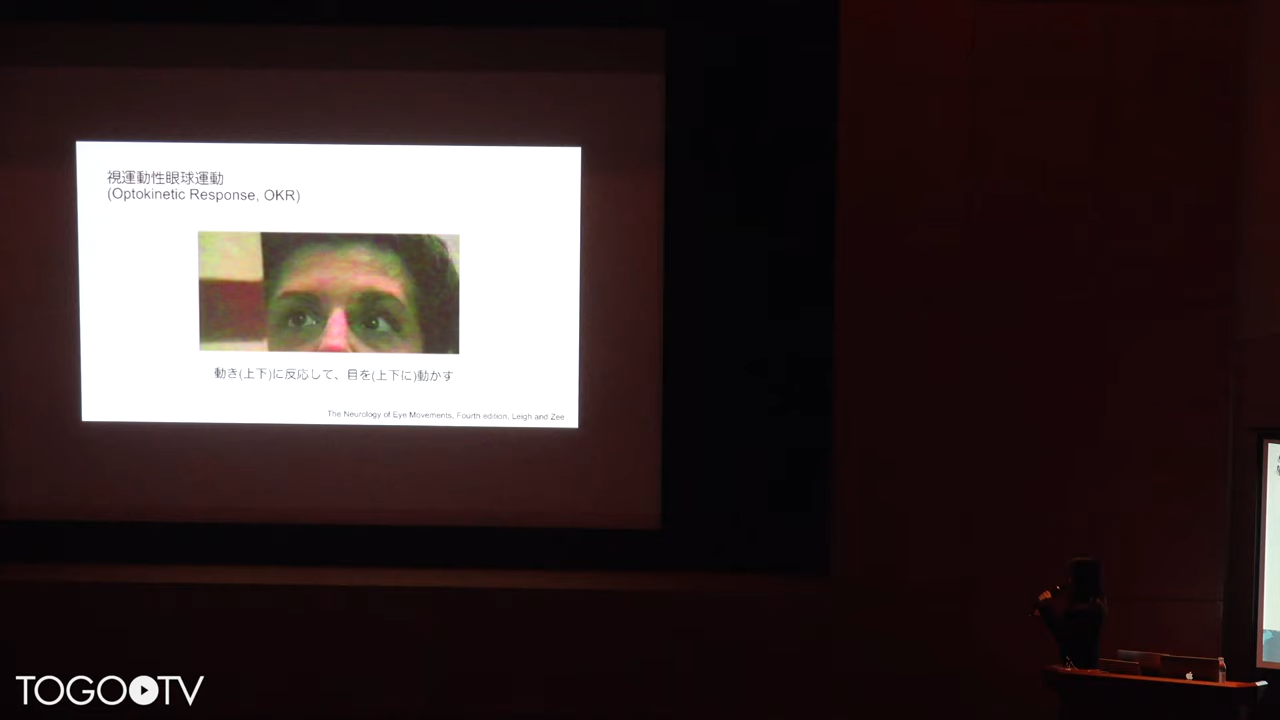 視運動性眼球運動
(Optokinetic Response, OKR)
動き(上下)に反応して、目を(上下に)動かす
The Neurology of Eye Movements, Fourth edition, Leigh and Zee
TOGOTV